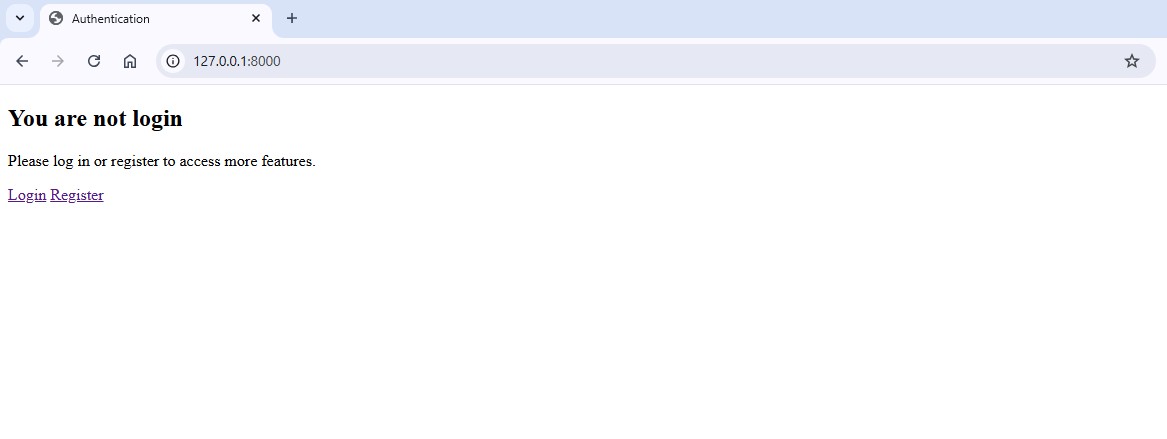 Authentication
127.0.0.1:8000
You are not login
Please log in or register to access more features.
Login Register